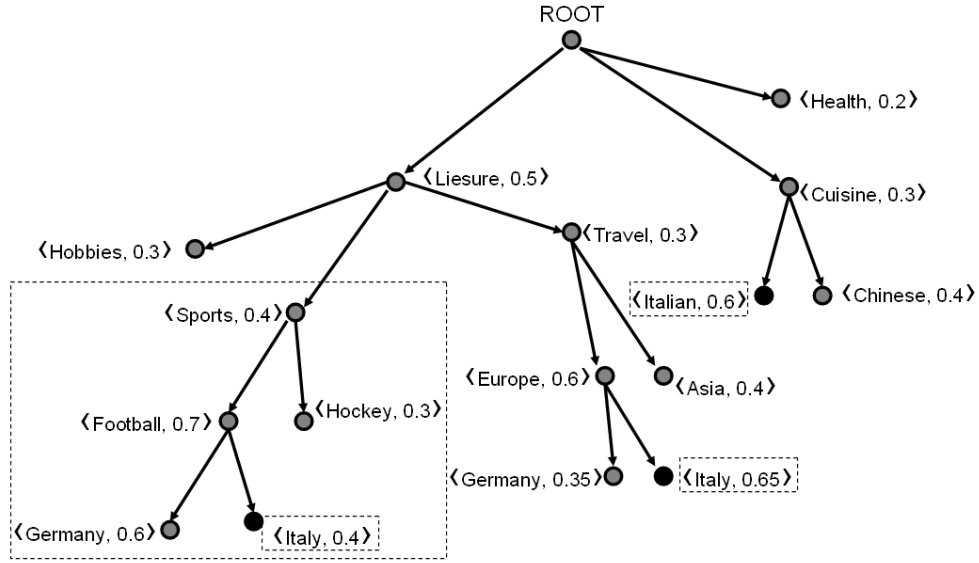 ROOT
⟨Health, 0.2⟩
⟨Liesure, 0.5⟩
⟨Cuisine, 0.3⟩
⟨Hobbies, 0.3⟩
⟨Travel, 0.3⟩
⟨Sports, 0.4⟩
⟨Italian, 0.6⟩
⟨Chinese, 0.4⟩
⟨Europe, 0.6⟩
⟨Asia, 0.4⟩
⟨Football, 0.7⟩
⟨Hockey, 0.3⟩
⟨Germany, 0.35⟩
⟨Italy, 0.65⟩
⟨Germany, 0.6⟩
⟨Italy, 0.4⟩